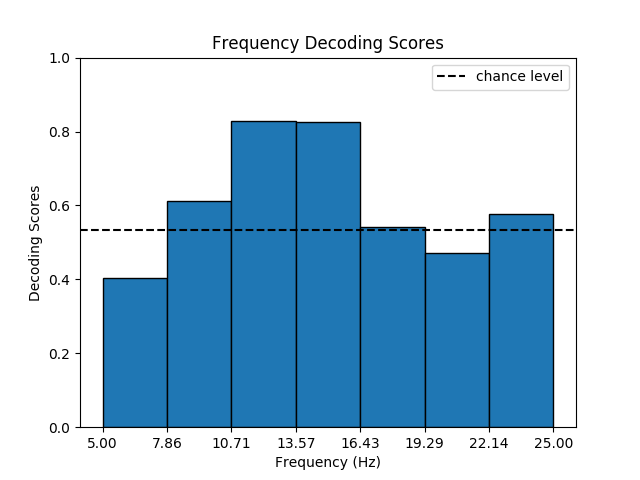 Frequency Decoding Scores
chance level
Decoding Scores
1.0
0.8
0.6
0.4
0.2
0.0
5.00 7.86 10.71 13.57 16.43 19.29 22.14 25.00
Frequency (Hz)